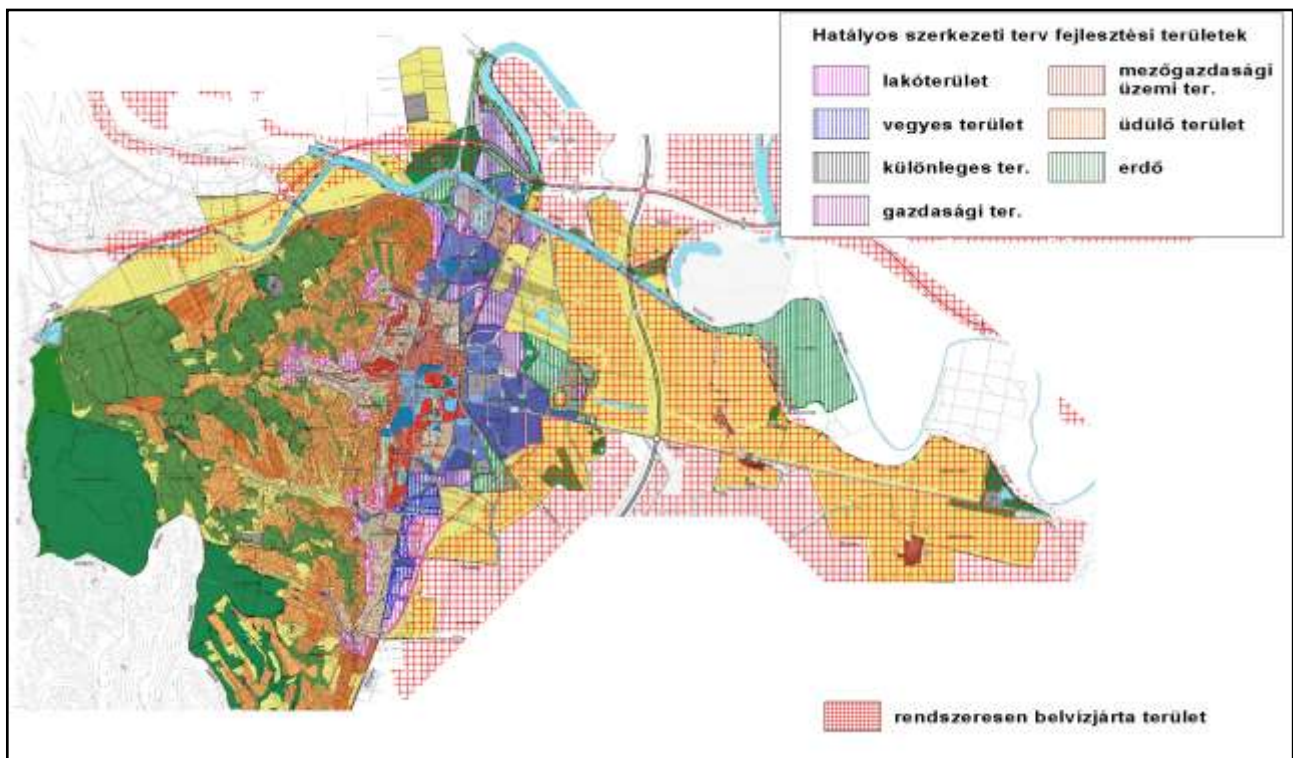 Hatályos szerkezeti terv fejlesztési területek
lakóterület
mezőgazdasági
üzemi ter.
vegyes terület
üdülő terület
különleges ter.
erdő
gazdasági ter.
rendszeresen belvízjárta terület